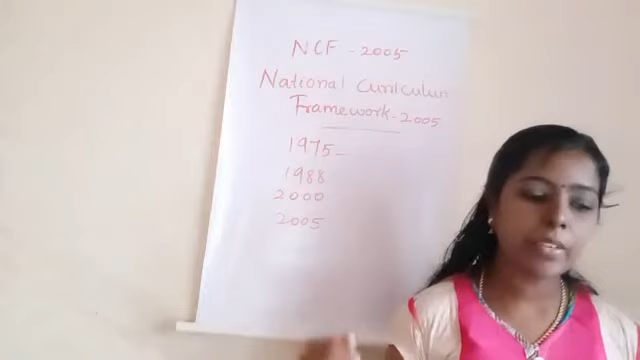 NCF - 2005
National Curriculum
Framework - 2005
1975 -
1988
2000
2005